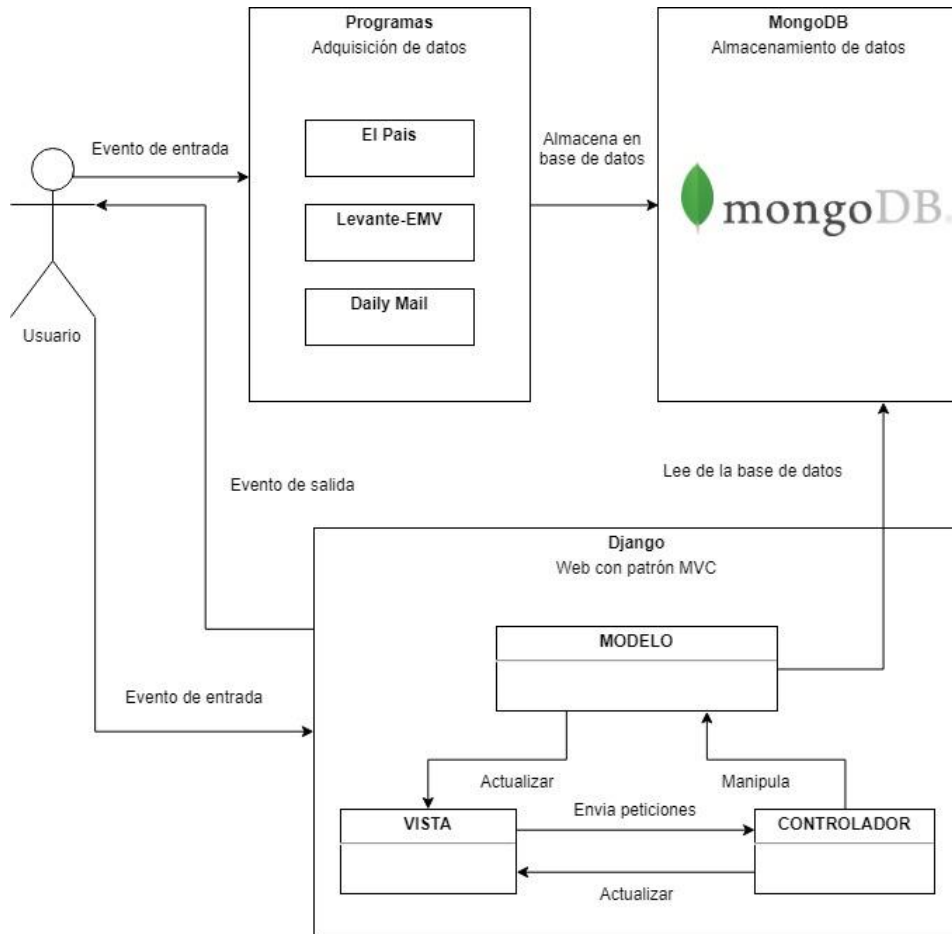 Programas
Adquisición de datos
MongoDB
Almacenamiento de datos
El Pais
Levante-EMV
Daily Mail
Evento de entrada
Almacena en
base de datos
mongoDB.
Usuario
Evento de salida
Lee de la base de datos
Evento de entrada
Django
Web con patrón MVC
MODELO
Actualizar
Manipula
VISTA
Envia peticiones
CONTROLADOR
Actualizar